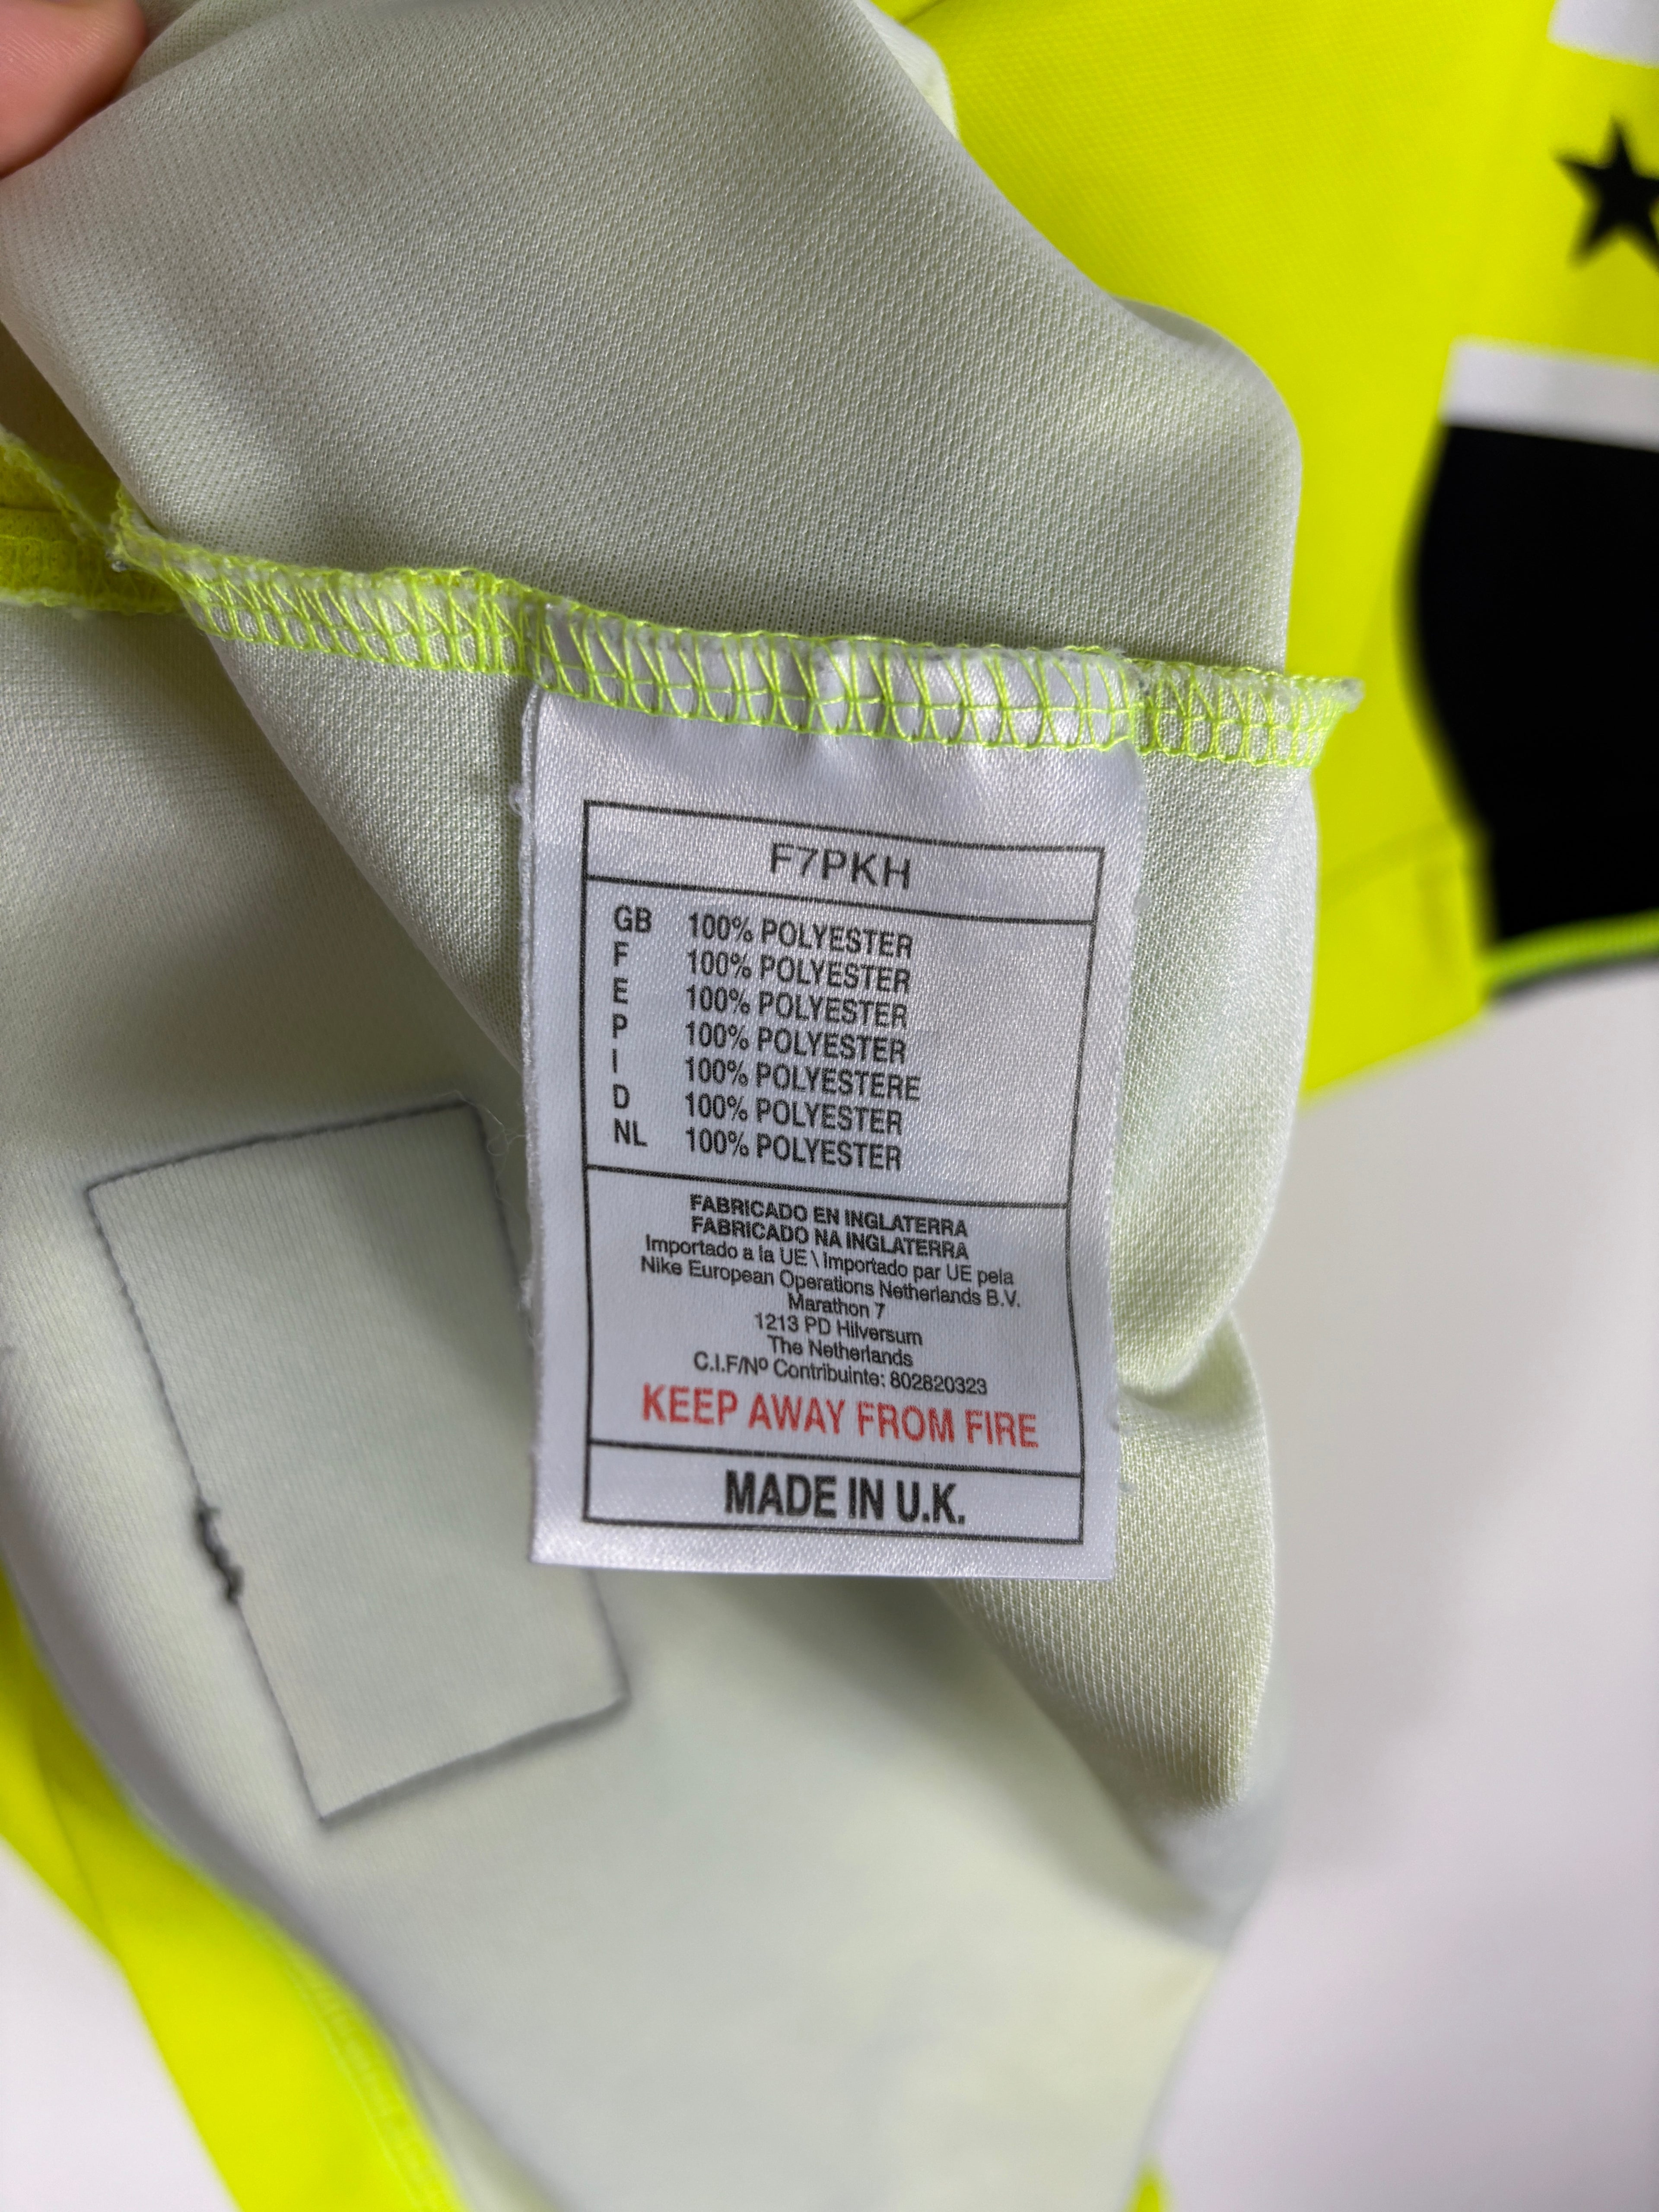 F7PKH
GB 100% POLYESTER
F 100% POLYESTER
E 100% POLYESTER
P 100% POLYESTER
I 100% POLYESTERE
D 100% POLYESTER
NL 100% POLYESTER
FABRICADO EN INGLATERRA
FABRICADO NA INGLATERRA
Importado a la UE \ Importado par UE pela
Nike European Operations Netherlands B.V.
Marathon 7
1213 PD Hilversum
The Netherlands
C.I.F/Nº Contribuinte: 802820323
KEEP AWAY FROM FIRE
MADE IN U.K.